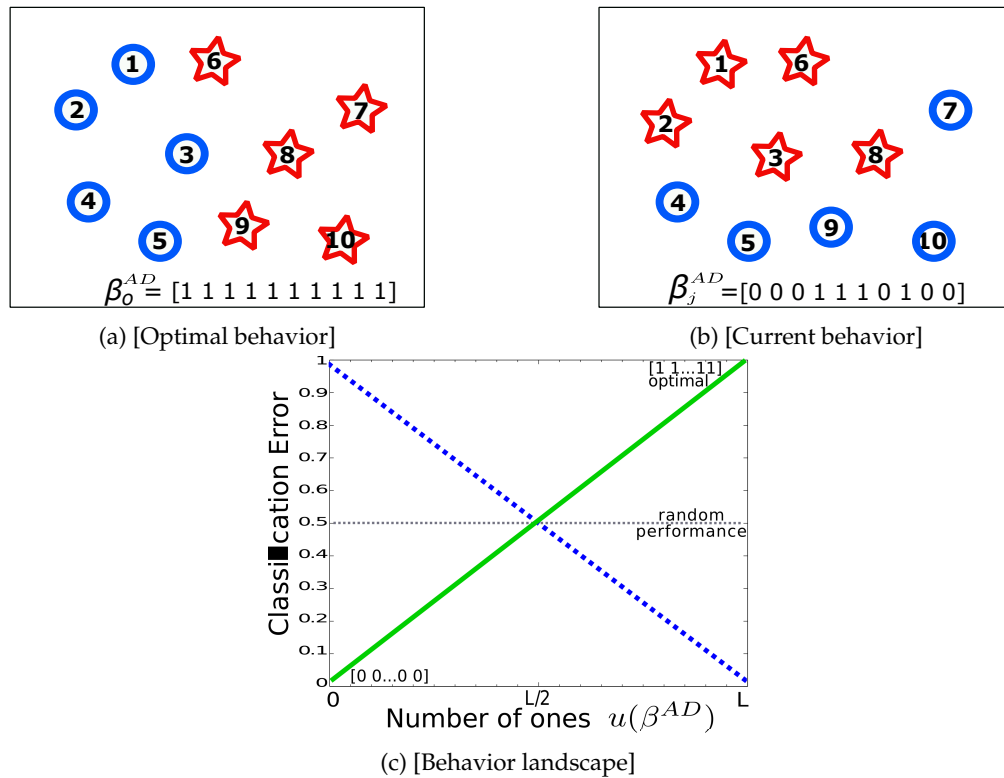 1 6
2 7
3 8
4 9
5 10
β_o^{AD} = [1 1 1 1 1 1 1 1 1 1]
(a) [Optimal behavior]
1 6
2 7
3 8
4 9
5 10
β_j^{AD} =[0 0 0 1 1 1 0 1 0 0]
(b) [Current behavior]
Classi■cation Error
1
0.9
0.8
0.7
0.6
0.5
0.4
0.3
0.2
0.1
0
[1 1...11]
optimal
random
performance
[0 0...0 0]
0 L/2 L
Number of ones u(β^{AD})
(c) [Behavior landscape]